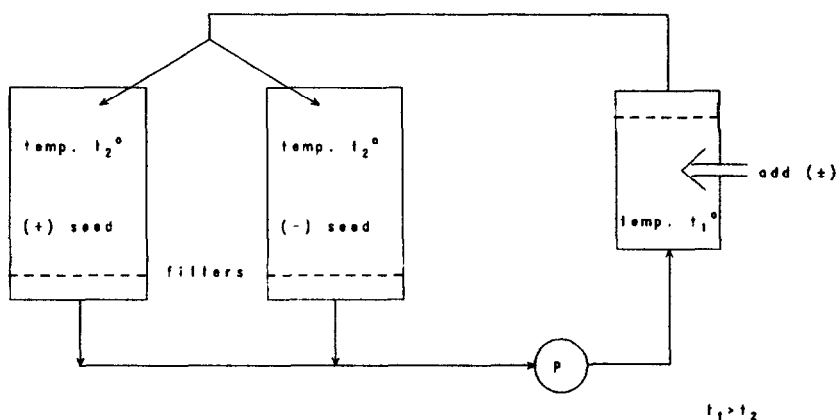 temp. t₂°
(+) seed
temp. t₂°
(-) seed
filters
add (±)
temp. t₁°
P
t₁>t₂